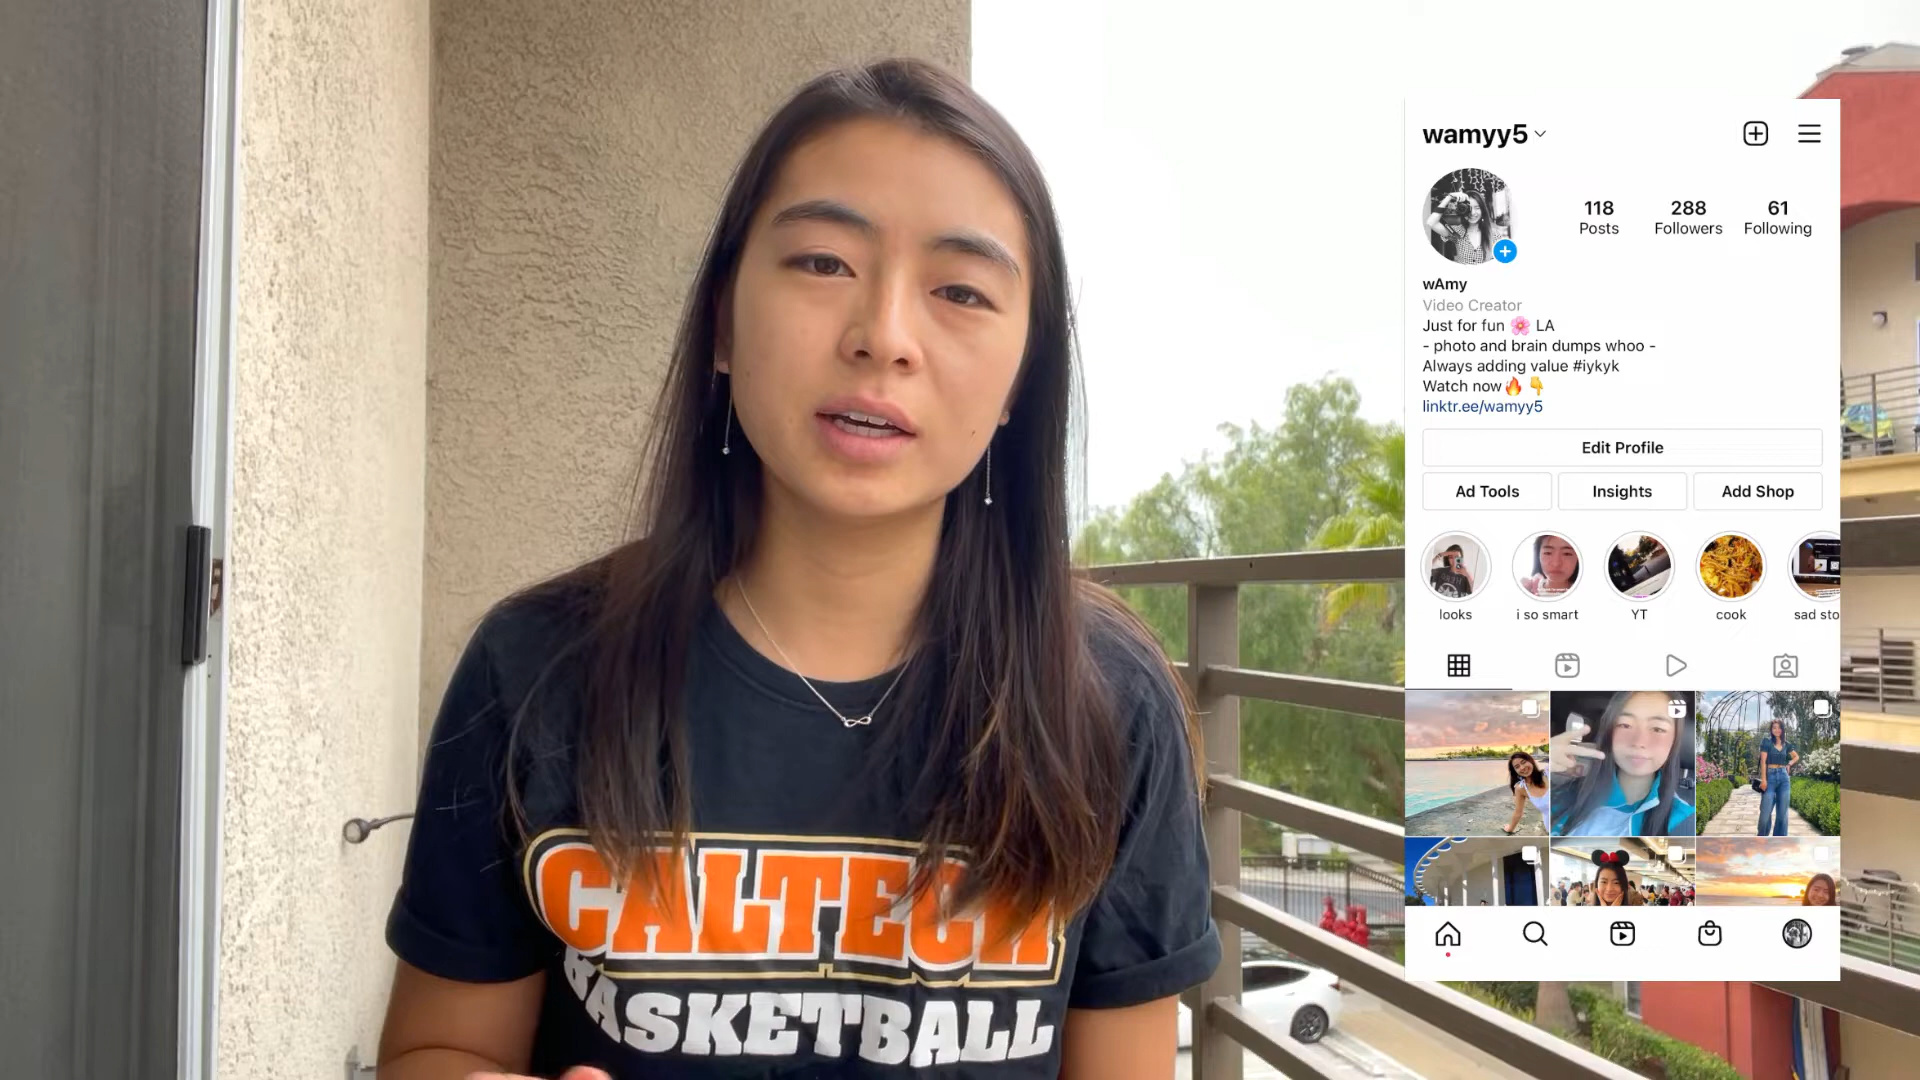 CALTECH
BASKETBALL
wamyy5
118
Posts
288
Followers
61
Following
wAmy
Video Creator
Just for fun 🌸 LA
- photo and brain dumps whoo -
Always adding value #iykyk
Watch now🔥👇
linktr.ee/wamyy5
Edit Profile
Ad Tools
Insights
Add Shop
looks
i so smart
YT
cook
sad sto